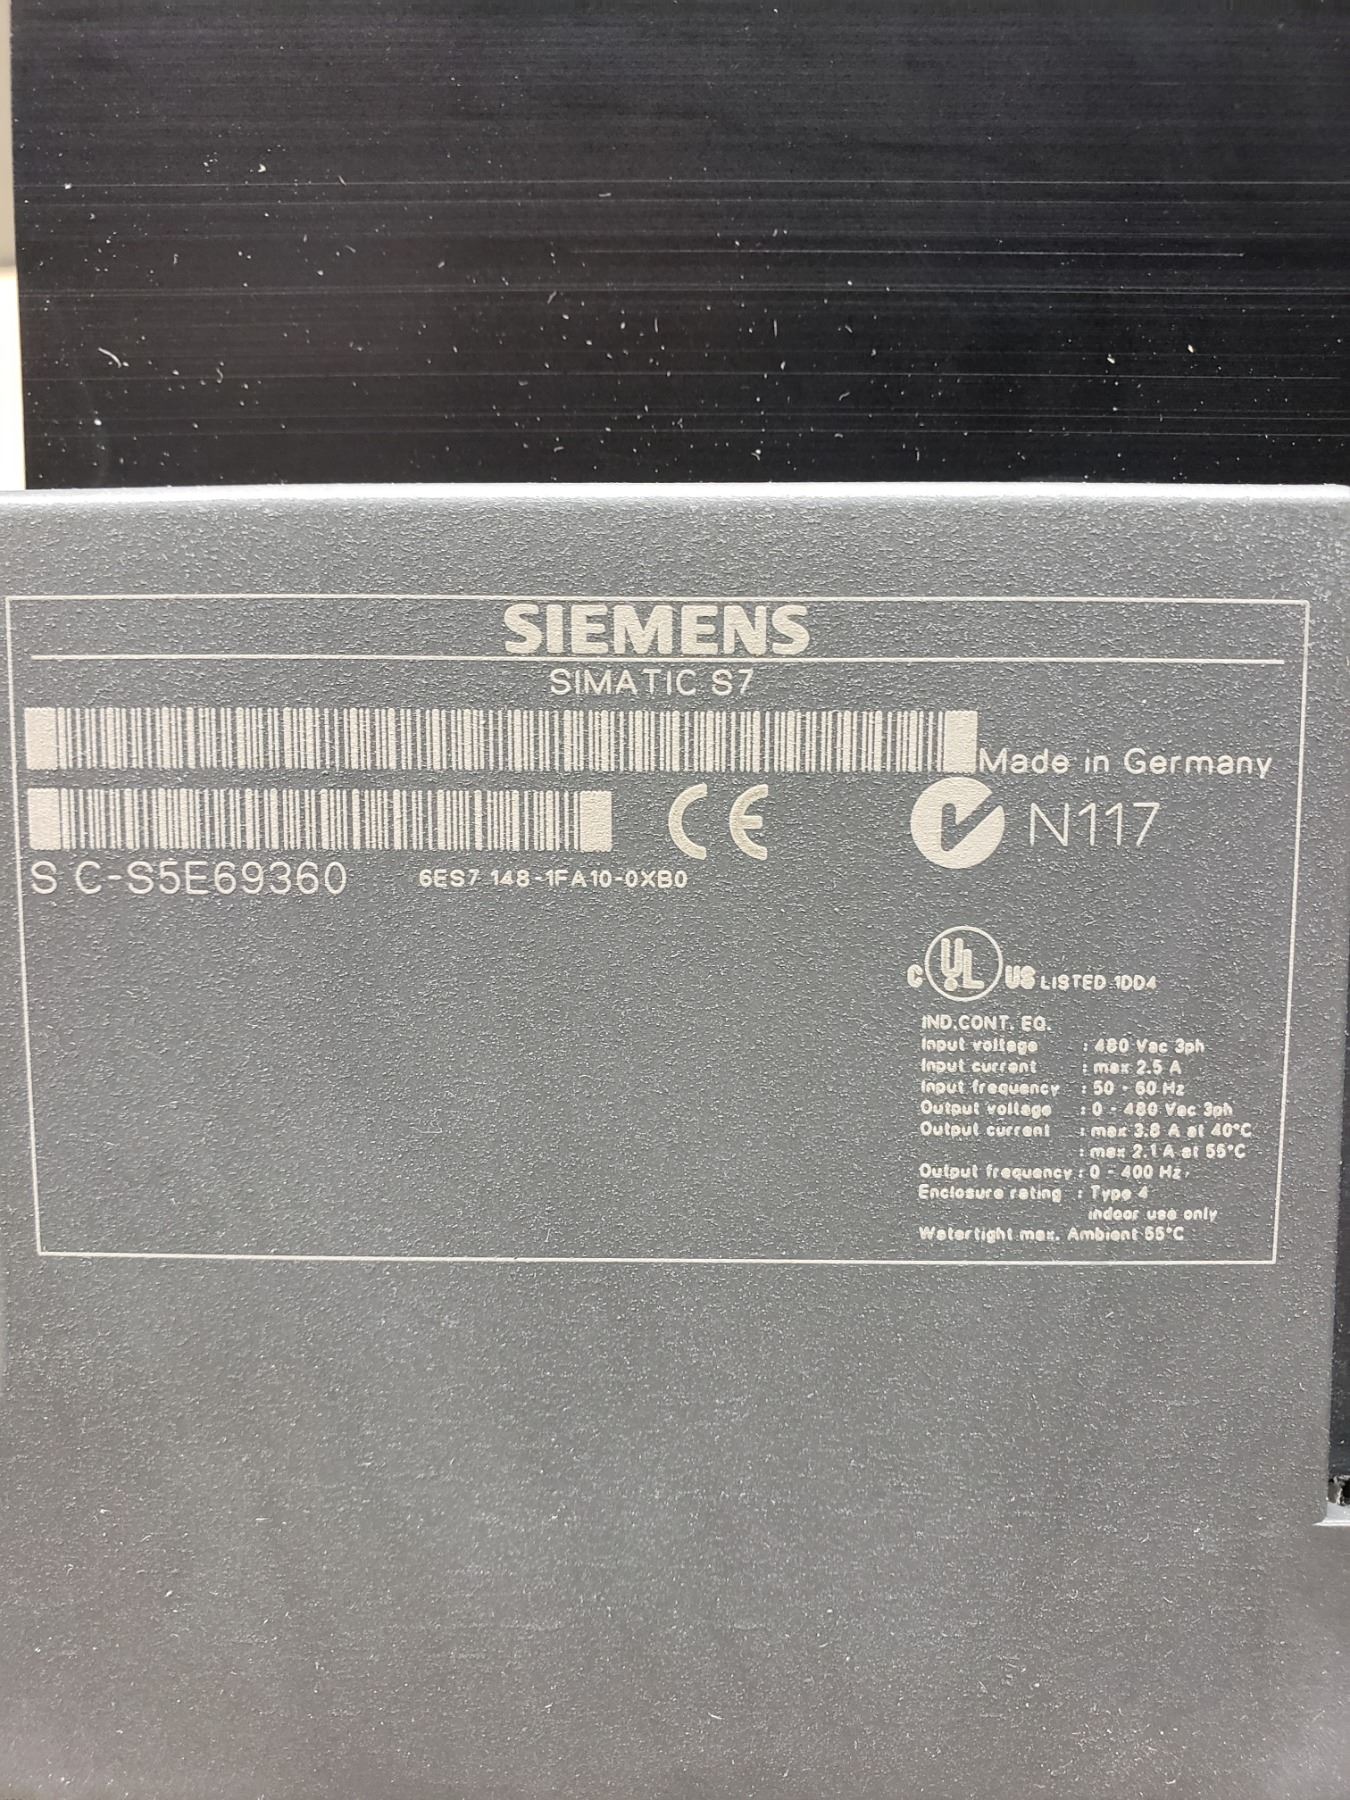 SIEMENS
SIMATIC S7
Made in Germany
CE
N117
S C-S5E69360 6ES7 148-1FA10-0XB0
C UL US LISTED 1DD4
IND.CONT. EQ.
Input voltage : 480 Vac 3ph
Input current : max 2.5 A
Input frequency : 50 - 60 Hz
Output voltage : 0 - 480 Vac 3ph
Output current : max 3.8 A at 40°C
: max 2.1 A at 55°C
Output frequency : 0 - 400 Hz
Enclosure rating : Type 4
indoor use only
Watertight max. Ambient 55°C